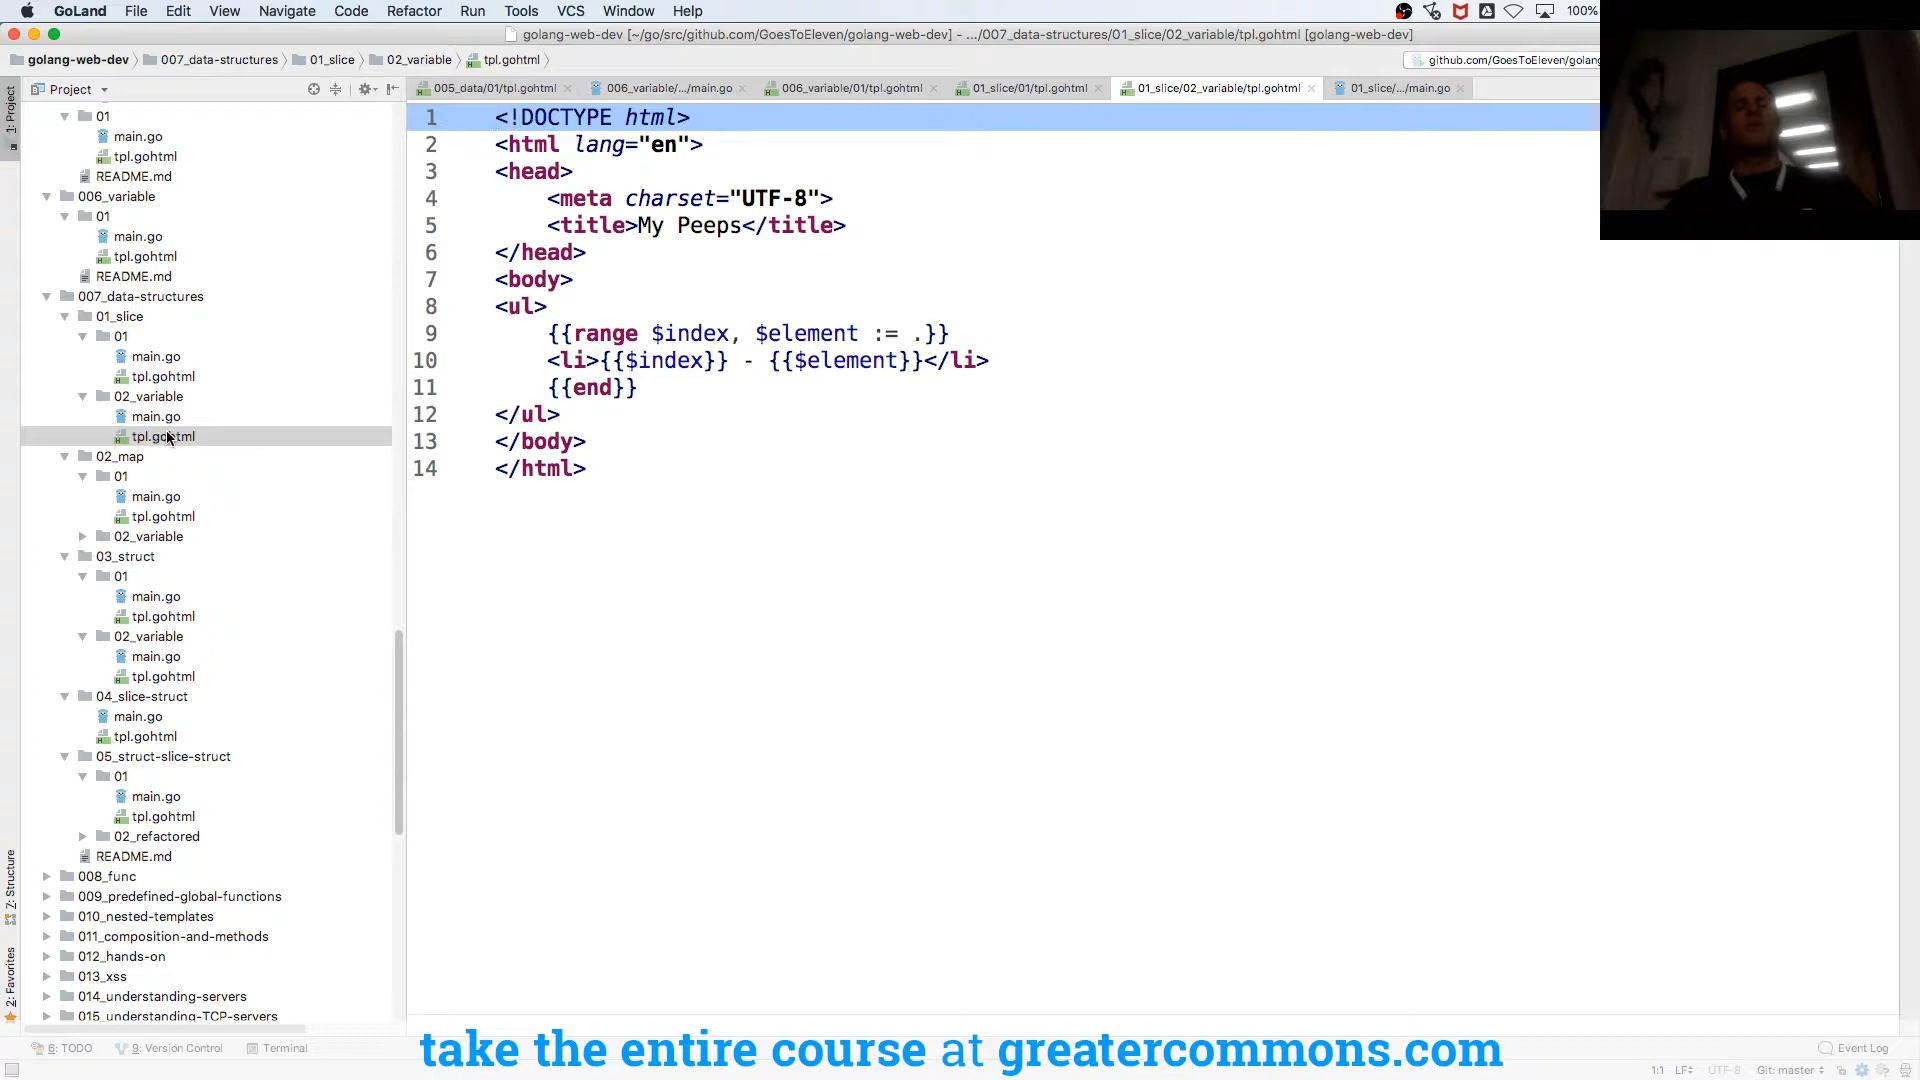 GoLand File Edit View Navigate Code Refactor Run Tools VCS Window Help 100%
golang-web-dev [~/go/src/github.com/GoesToEleven/golang-web-dev] - .../007_data-structures/01_slice/02_variable/tpl.gohtml [golang-web-dev]
golang-web-dev 007_data-structures 01_slice 02_variable tpl.gohtml github.com/GoesToEleven/golang
Project
005_data/01/tpl.gohtml 006_variable/.../main.go 006_variable/01/tpl.gohtml 01_slice/01/tpl.gohtml 01_slice/02_variable/tpl.gohtml 01_slice/.../main.go
1: Project
Z: Structure
2: Favorites
01
main.go
tpl.gohtml
README.md
006_variable
01
main.go
tpl.gohtml
README.md
007_data-structures
01_slice
01
main.go
tpl.gohtml
02_variable
main.go
tpl.gohtml
02_map
01
main.go
tpl.gohtml
02_variable
03_struct
01
main.go
tpl.gohtml
02_variable
main.go
tpl.gohtml
04_slice-struct
main.go
tpl.gohtml
05_struct-slice-struct
01
main.go
tpl.gohtml
02_refactored
README.md
008_func
009_predefined-global-functions
010_nested-templates
011_composition-and-methods
012_hands-on
013_xss
014_understanding-servers
015_understanding-TCP-servers
1 <!DOCTYPE html>
2 <html lang="en">
3 <head>
4 <meta charset="UTF-8">
5 <title>My Peeps</title>
6 </head>
7 <body>
8 <ul>
9 {{range $index, $element := .}}
10 <li>{{$index}} - {{$element}}</li>
11 {{end}}
12 </ul>
13 </body>
14 </html>
take the entire course at greatercommons.com
6: TODO 9: Version Control Terminal Event Log
1:1 LF UTF-8 Git: master